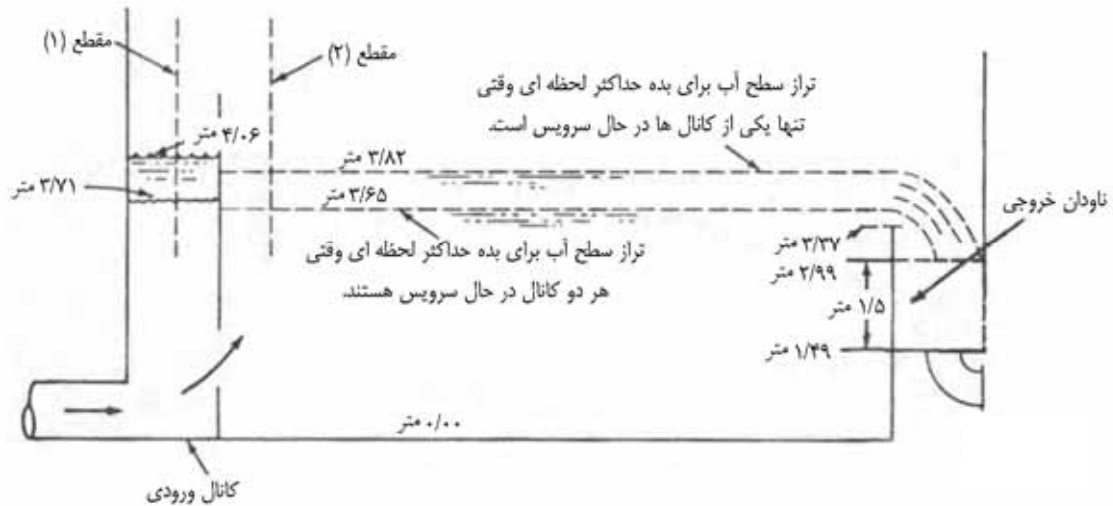 مقطع (۱)
مقطع (۲)
تراز سطح آب برای بده حداکثر لحظه ای وقتی
تنها یکی از کانال ها در حال سرویس است.
۴/۰۶ متر
۳/۸۲ متر
۳/۷۱ متر
۳/۶۵ متر
ناودان خروجی
تراز سطح آب برای بده حداکثر لحظه ای وقتی
هر دو کانال در حال سرویس هستند.
۳/۳۷ متر
۲/۹۹ متر
۱/۵ متر
۱/۴۹ متر
۰/۰۰ متر
کانال ورودی